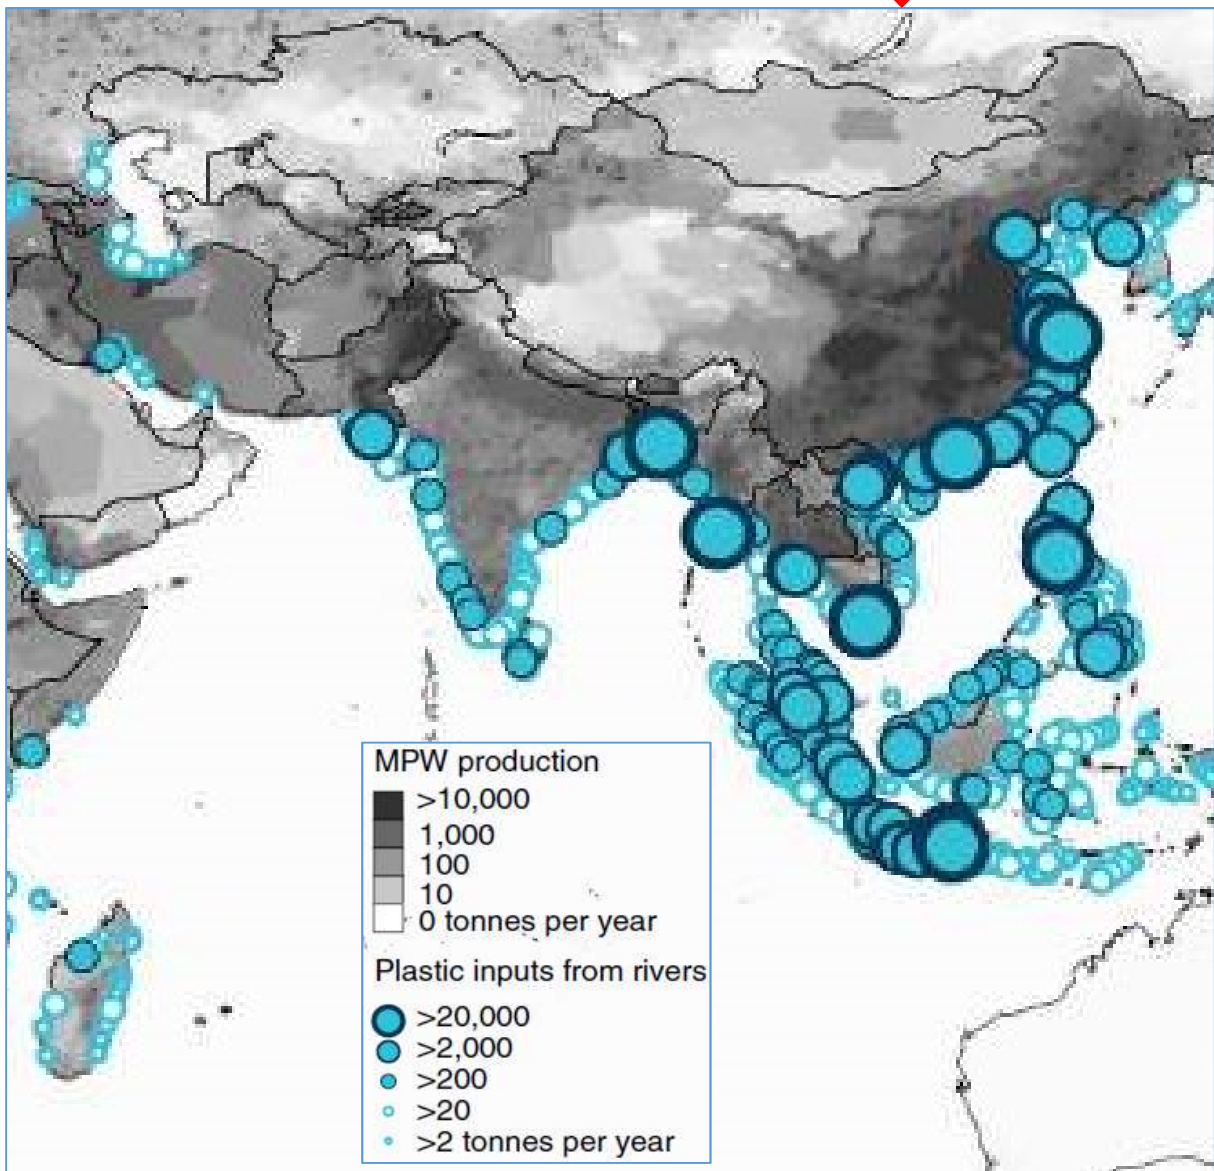 MPW production
>10,000
1,000
100
10
0 tonnes per year
Plastic inputs from rivers
>20,000
>2,000
>200
>20
>2 tonnes per year